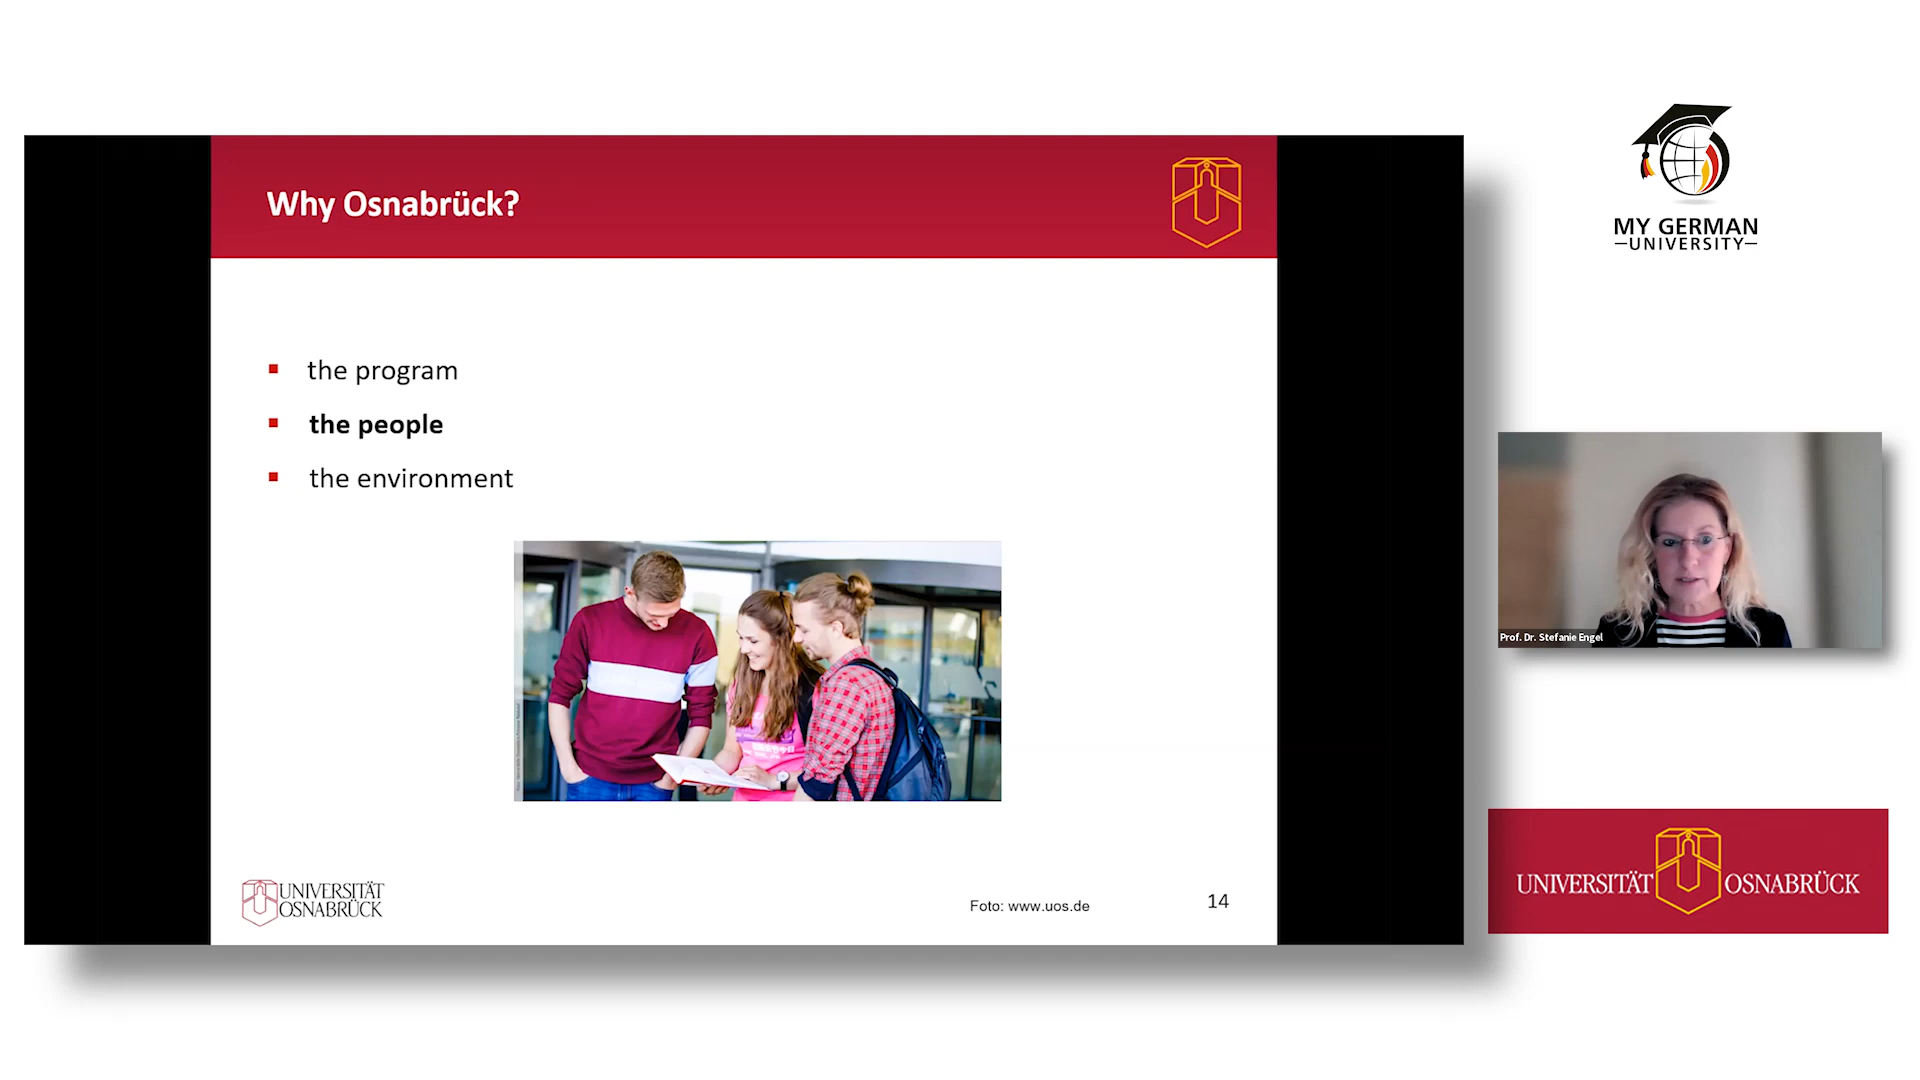 Why Osnabrück?
the program
the people
the environment
UNIVERSITÄT
OSNABRÜCK
Foto: www.uos.de
14
MY GERMAN
UNIVERSITY
Prof. Dr. Stefanie Engel
UNIVERSITÄT OSNABRÜCK